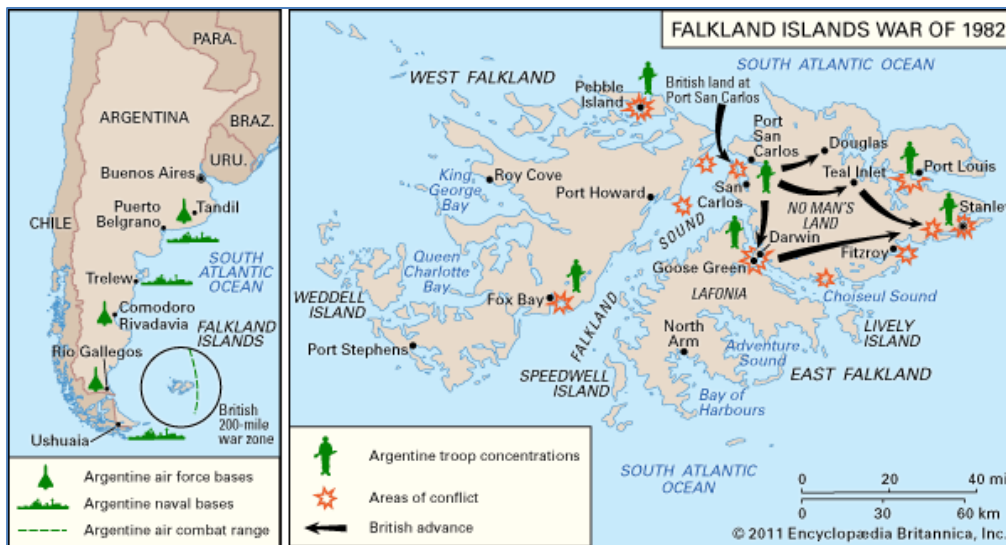 PARA.
ARGENTINA
BRAZ.
URU.
Buenos Aires
CHILE
Puerto
Belgrano
Tandil
SOUTH
ATLANTIC
OCEAN
Trelew
Comodoro
Rivadavia
FALKLAND
ISLANDS
Río Gallegos
British
200-mile
war zone
Ushuaia
Argentine air force bases
Argentine naval bases
Argentine air combat range
FALKLAND ISLANDS WAR OF 1982
SOUTH ATLANTIC OCEAN
WEST FALKLAND
Pebble
Island
British land at
Port San Carlos
Port
San
Carlos
Douglas
Teal Inlet
Port Louis
King
George
Bay
Roy Cove
Port Howard
San
Carlos
NO MAN'S
LAND
Stanley
SOUND
Darwin
Goose Green
Fitzroy
Queen
Charlotte
Bay
WEDDELL
ISLAND
Fox Bay
FALKLAND
LAFONIA
Choiseul Sound
LIVELY
ISLAND
Port Stephens
North
Arm
Adventure
Sound
SPEEDWELL
ISLAND
EAST FALKLAND
Bay of
Harbours
Argentine troop concentrations
Areas of conflict
British advance
SOUTH ATLANTIC
OCEAN
0 20 40 mi
0 30 60 km
© 2011 Encyclopædia Britannica, Inc.